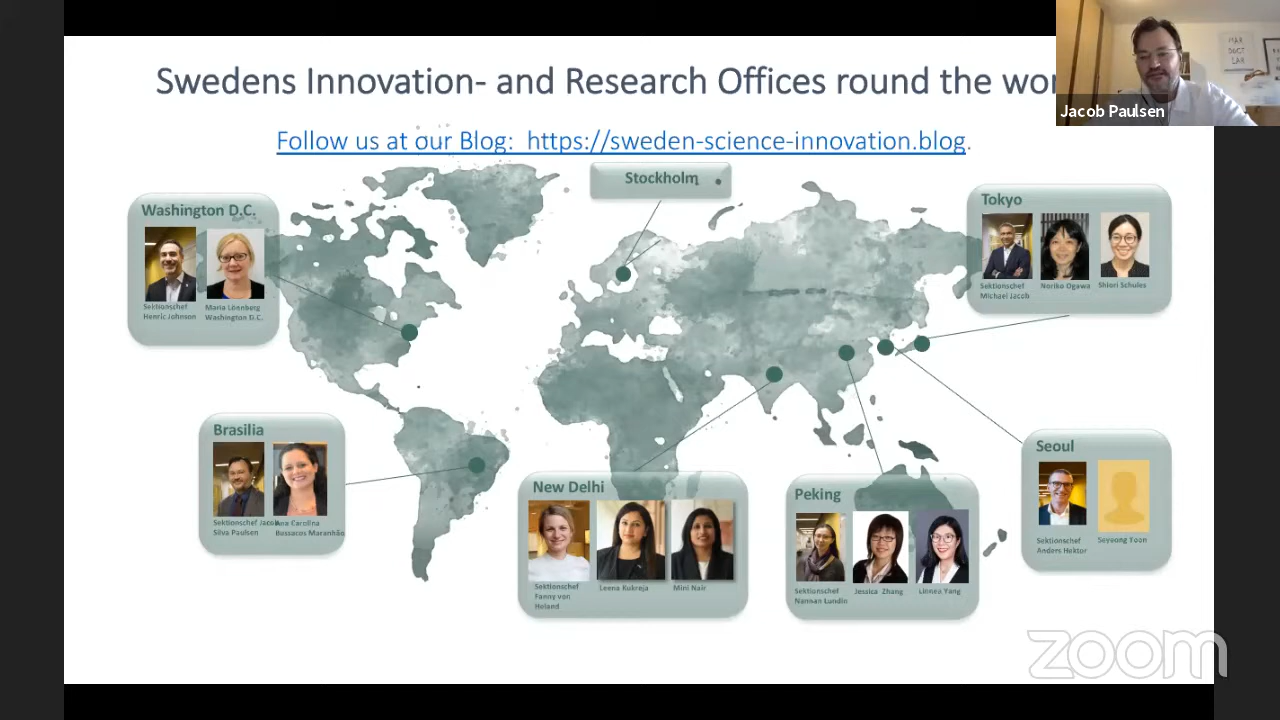 Swedens Innovation- and Research Offices round the wor
Follow us at our Blog: https://sweden-science-innovation.blog.
Jacob Paulsen
Stockholm
Washington D.C.
Sektionschef
Henric Johnson
Maria Lönnberg
Washington D.C.
Tokyo
Sektionschef
Michael Jacob
Noriko Ogawa
Shiori Schules
Brasilia
Sektionschef Jacob
Silva Paulsen
Ana Carolina
Bossacos Maranhão
New Delhi
Sektionschef
Fanny von
Heland
Leena Kukreja
Mini Nair
Peking
Sektionschef
Nannan Lundin
Jessica Zhang
Linnea Yang
Seoul
Sektionschef
Anders Hektor
Seyoung Yoon
zoom